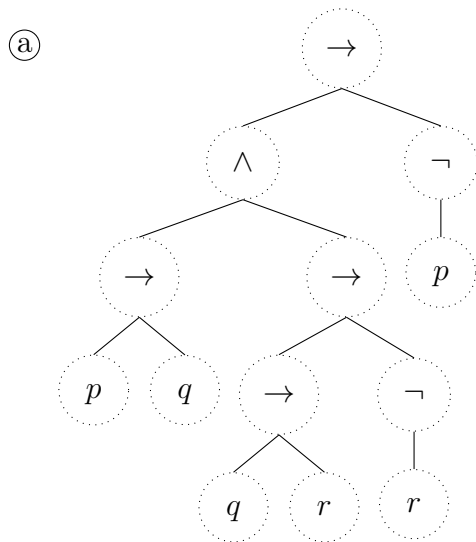 ⓐ →
∧ ¬
→ → p
p q → ¬
q r r